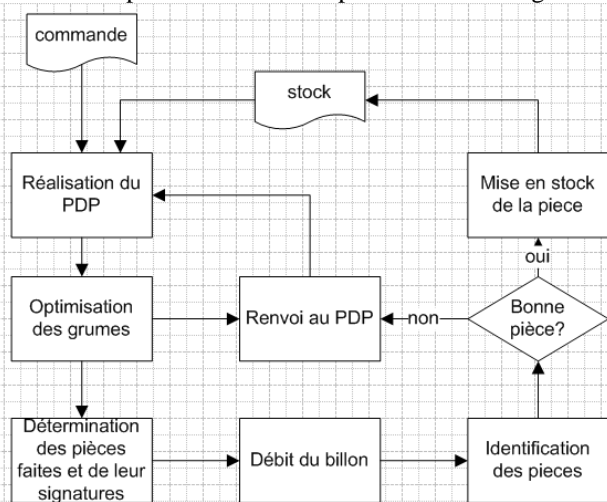 commande
stock
Réalisation du
PDP
Mise en stock
de la piece
oui
Optimisation
des grumes
Renvoi au PDP
non
Bonne
pièce?
Détermination
des pièces
faites et de leur
signatures
Débit du billon
Identification
des pieces